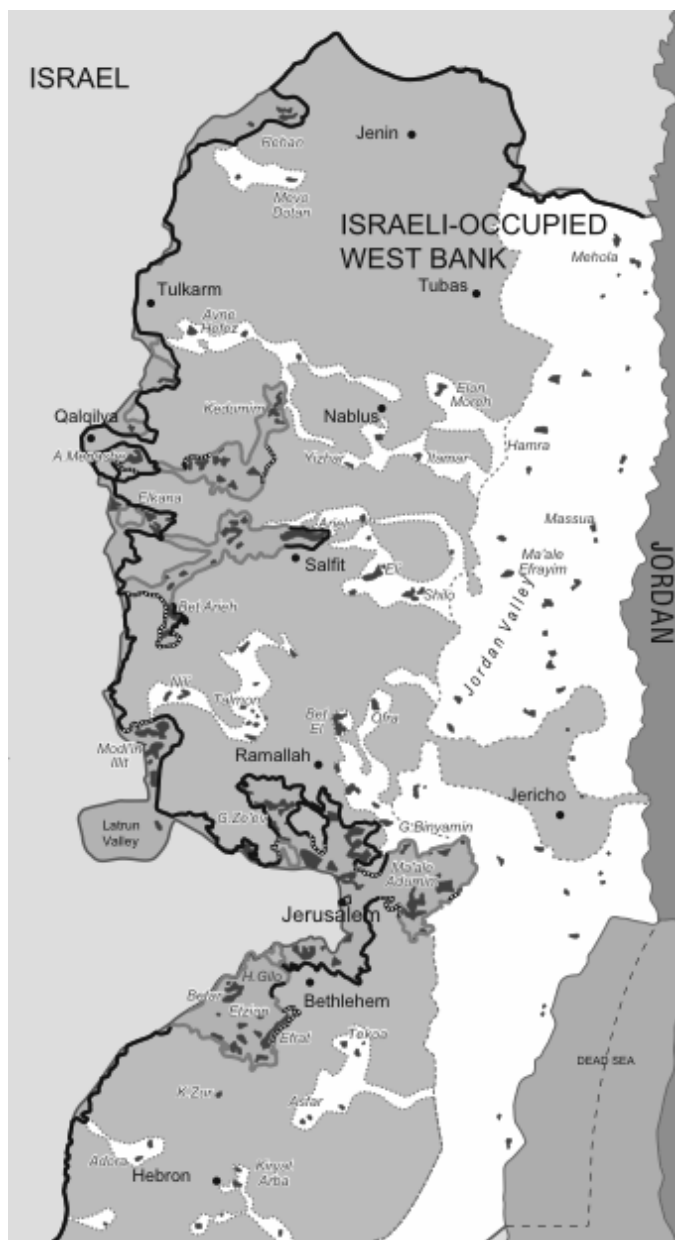 ISRAEL
Jenin
Rehan
Mevo
Dotan
ISRAELI-OCCUPIED
WEST BANK
Mehola
Tulkarm
Tubas
Avne
Hefez
Kedumim
Elon
Moreh
Qalqilya
Nablus
Hamra
A.Menashe
Yizhar
Itamar
Elkana
Ariel
Massua
Salfit
Eli
Ma'ale
Efrayim
Shilo
JORDAN
Bet Arieh
Jordan Valley
Nili
Talmon
Bet
El
Ofra
Modi'in
Illit
Ramallah
Jericho
Latrun
Valley
G.Ze'ev
G.Binyamin
Ma'ale
Adumim
Jerusalem
H.Gilo
Betar
Bethlehem
Etzion
Efrat
Tekoa
DEAD SEA
K.Zur
Asfar
Adora
Hebron
Kiryat
Arba